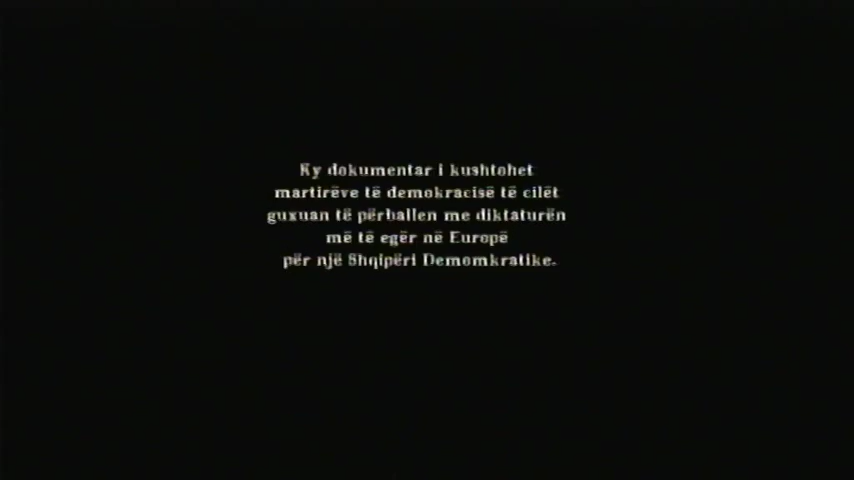 Ky dokumentar i kushtohet
martirëve të demokracisë të cilët
guxuan të përballen me diktaturën
më të egër në Europë
për një Shqipëri Demomkratike.